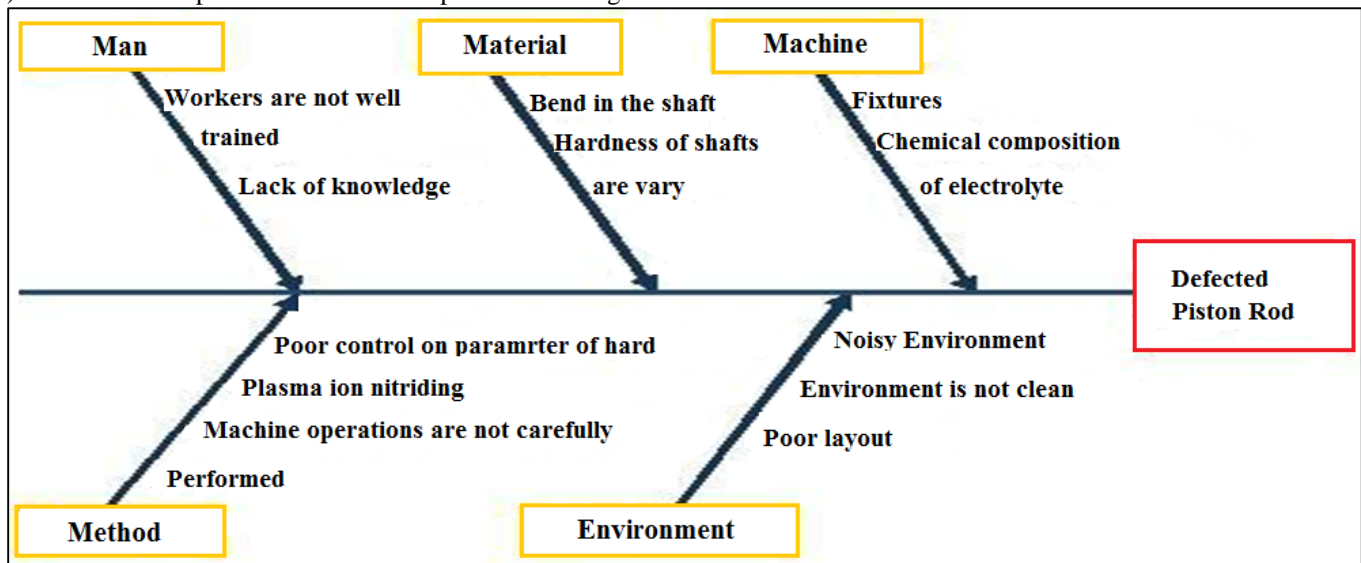 Man
Workers are not well
trained
Lack of knowledge
Material
Bend in the shaft
Hardness of shafts
are vary
Machine
Fixtures
Chemical composition
of electrolyte
Defected
Piston Rod
Poor control on paramrter of hard
Plasma ion nitriding
Machine operations are not carefully
Performed
Method
Noisy Environment
Environment is not clean
Poor layout
Environment